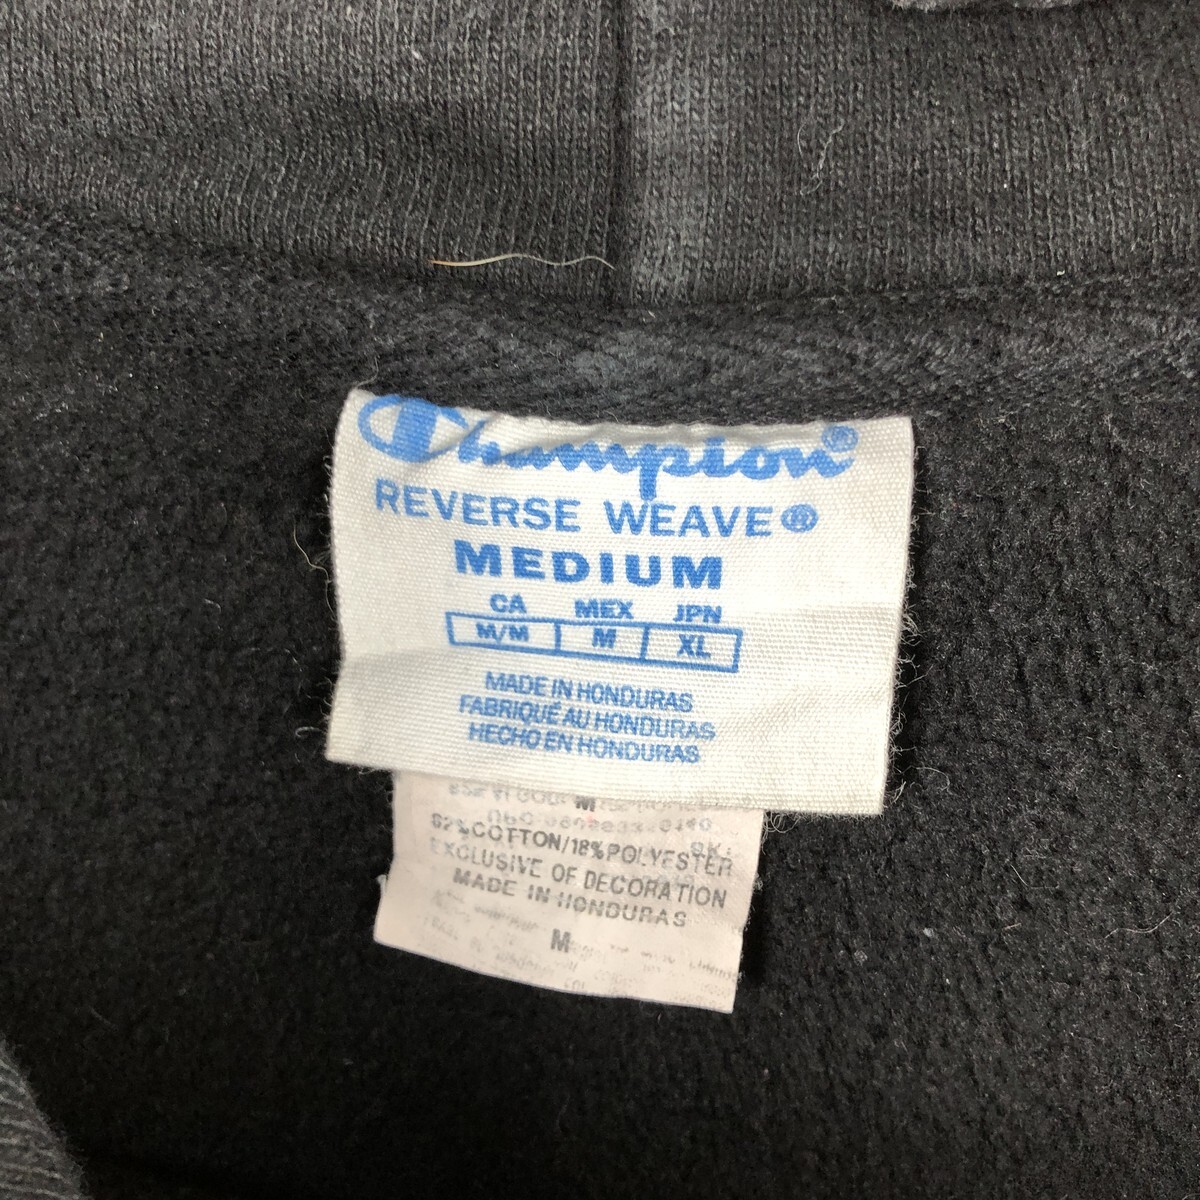 Champion®
REVERSE WEAVE®
MEDIUM
CA MEX JPN
M/M M XL
MADE IN HONDURAS
FABRIQUÉ AU HONDURAS
HECHO EN HONDURAS
M
82% COTTON/18% POLYESTER
EXCLUSIVE OF DECORATION
MADE IN HONDURAS
M